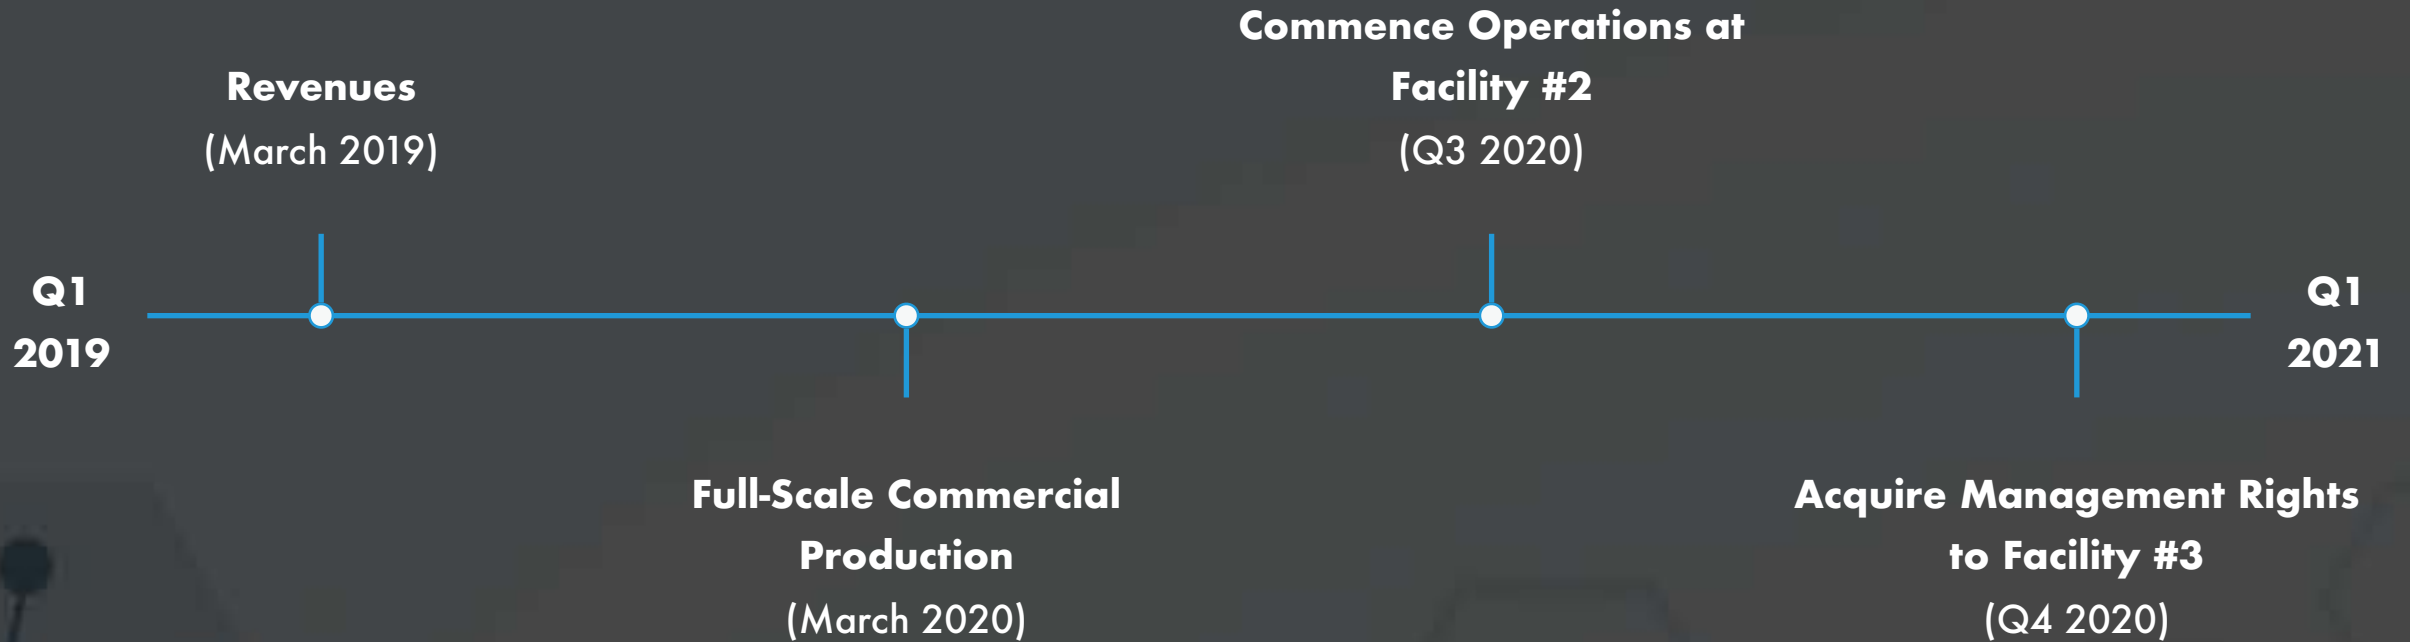 Commence Operations at
Facility #2
(Q3 2020)
Revenues
(March 2019)
Q1
2019
Q1
2021
Full-Scale Commercial
Production
(March 2020)
Acquire Management Rights
to Facility #3
(Q4 2020)